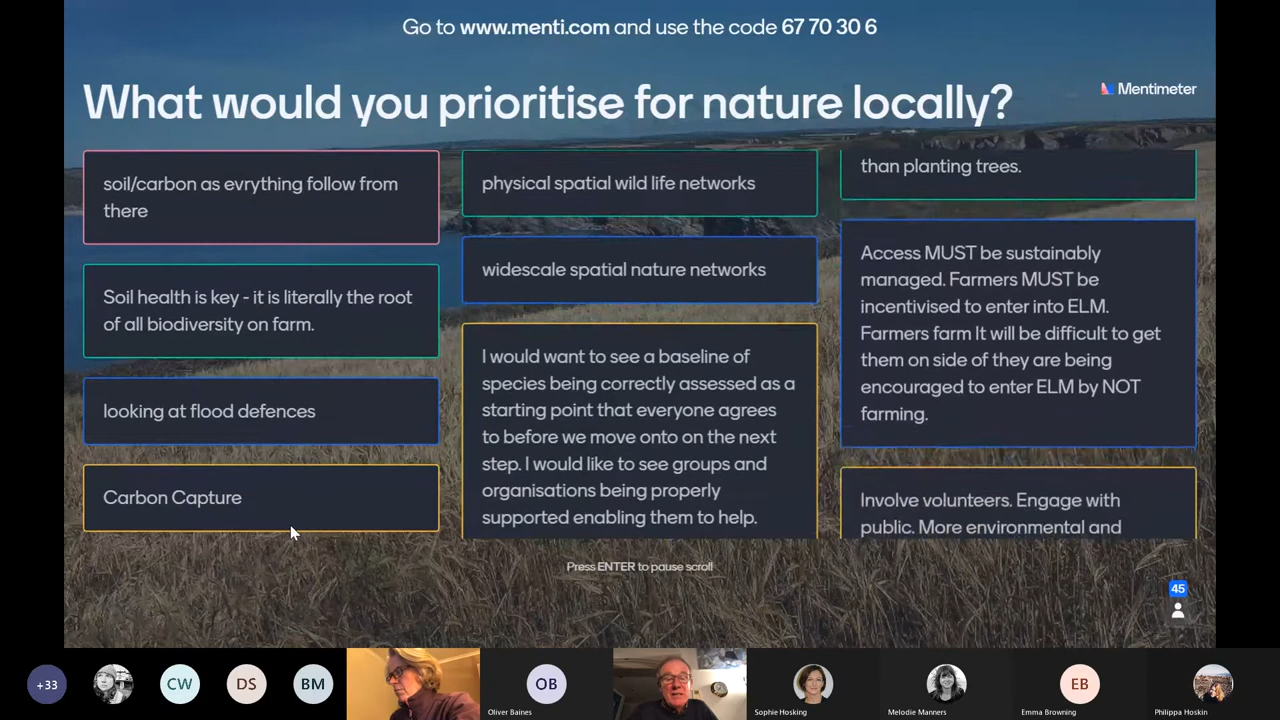 Go to www.menti.com and use the code 67 70 30 6
What would you prioritise for nature locally?
Mentimeter
soil/carbon as evrything follow from
there
Soil health is key - it is literally the root
of all biodiversity on farm.
looking at flood defences
Carbon Capture
physical spatial wild life networks
widescale spatial nature networks
I would want to see a baseline of
species being correctly assessed as a
starting point that everyone agrees
to before we move onto on the next
step. I would like to see groups and
organisations being properly
supported enabling them to help.
than planting trees.
Access MUST be sustainably
managed. Farmers MUST be
incentivised to enter into ELM.
Farmers farm It will be difficult to get
them on side of they are being
encouraged to enter ELM by NOT
farming.
Involve volunteers. Engage with
public. More environmental and
Press ENTER to pause scroll
45
+33
CW
DS
BM
OB
Oliver Baines
Sophie Hosking
Melodie Manners
EB
Emma Browning
Philippa Hoskin